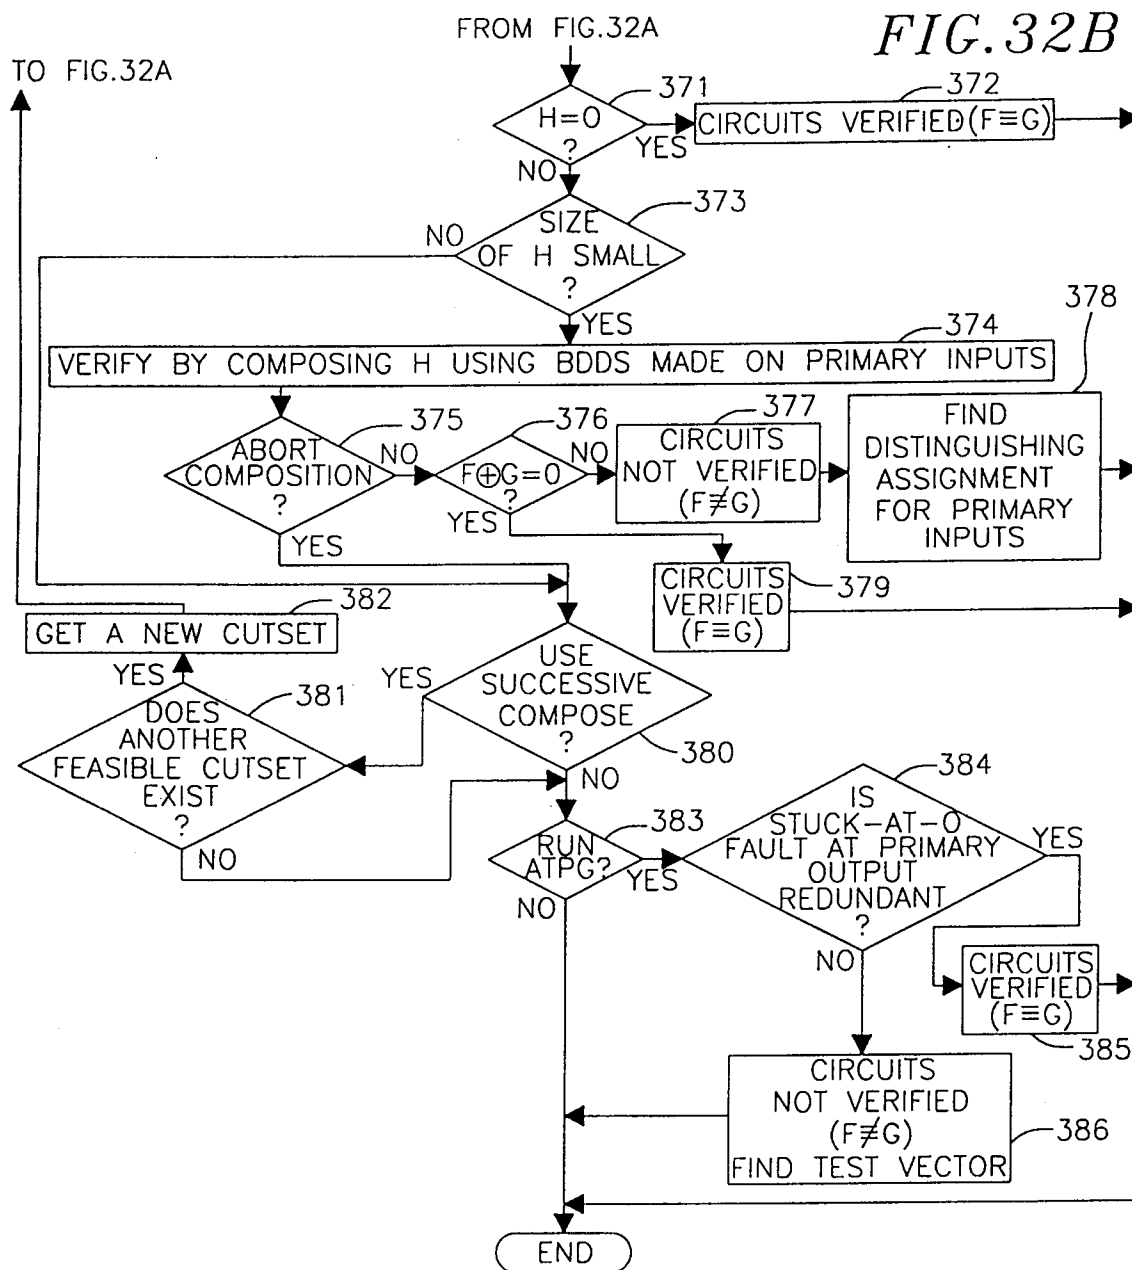 FROM FIG.32A
FIG.32B
TO FIG.32A
371
H=0
?
YES
NO
372
CIRCUITS VERIFIED(F≡G)
373
SIZE
OF H SMALL
?
NO
YES
374
VERIFY BY COMPOSING H USING BDDS MADE ON PRIMARY INPUTS
375
ABORT
COMPOSITION
?
NO
YES
376
F⊕G=0
?
NO
YES
377
CIRCUITS
NOT VERIFIED
(F≢G)
378
FIND
DISTINGUISHING
ASSIGNMENT
FOR PRIMARY
INPUTS
379
CIRCUITS
VERIFIED
(F≡G)
382
GET A NEW CUTSET
YES
381
DOES
ANOTHER
FEASIBLE CUTSET
EXIST
?
NO
YES
USE
SUCCESSIVE
COMPOSE
?
380
NO
383
RUN
ATPG?
YES
NO
384
IS
STUCK-AT-0
FAULT AT PRIMARY
OUTPUT
REDUNDANT
?
YES
NO
CIRCUITS
VERIFIED
(F≡G)
385
CIRCUITS
NOT VERIFIED
(F≢G)
FIND TEST VECTOR
386
END